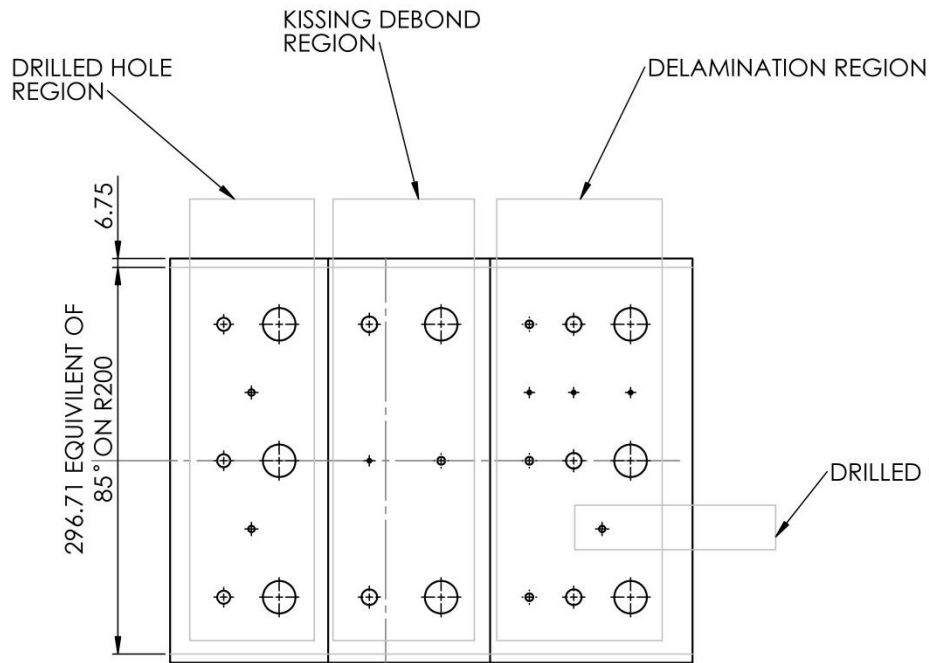 KISSING DEBOND
REGION
DRILLED HOLE
REGION
DELAMINATION REGION
6.75
296.71 EQUIVILENT OF
85° ON R200
DRILLED